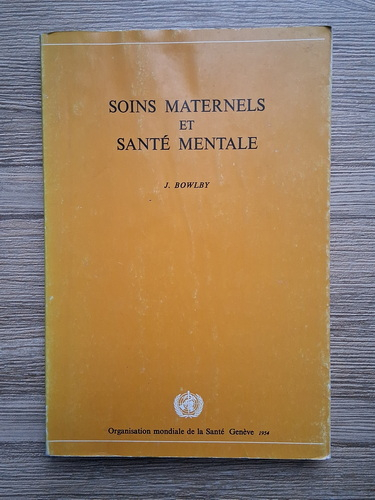 SOINS MATERNELS
ET
SANTÉ MENTALE
J. BOWLBY
Organisation mondiale de la Santé Genève 1954